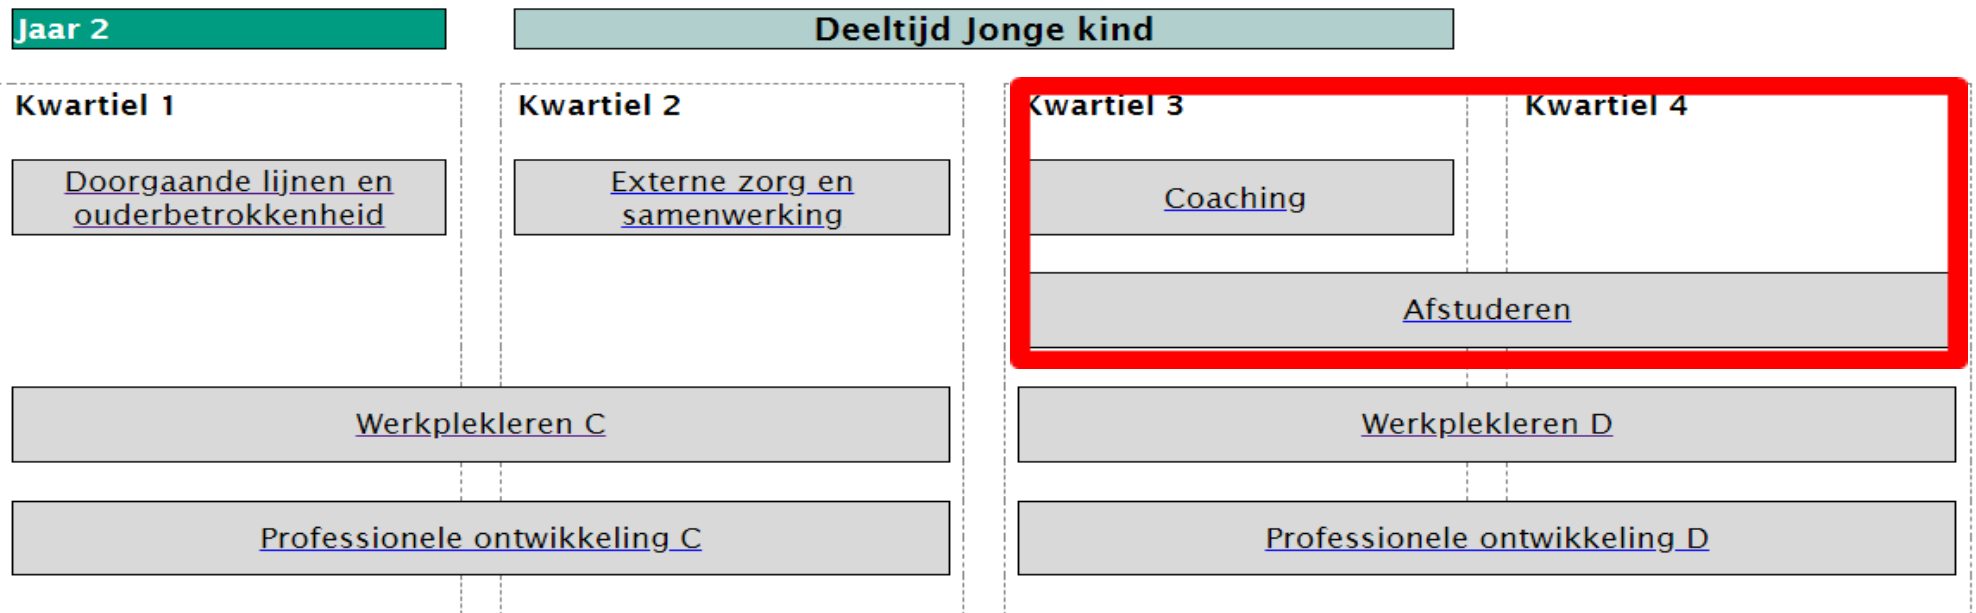 Jaar 2
Deeltijd Jonge kind
Kwartiel 1
Kwartiel 2
Kwartiel 3
Kwartiel 4
Doorgaande lijnen en
ouderbetrokkenheid
Externe zorg en
samenwerking
Coaching
Afstuderen
Werkplekleren C
Werkplekleren D
Professionele ontwikkeling C
Professionele ontwikkeling D